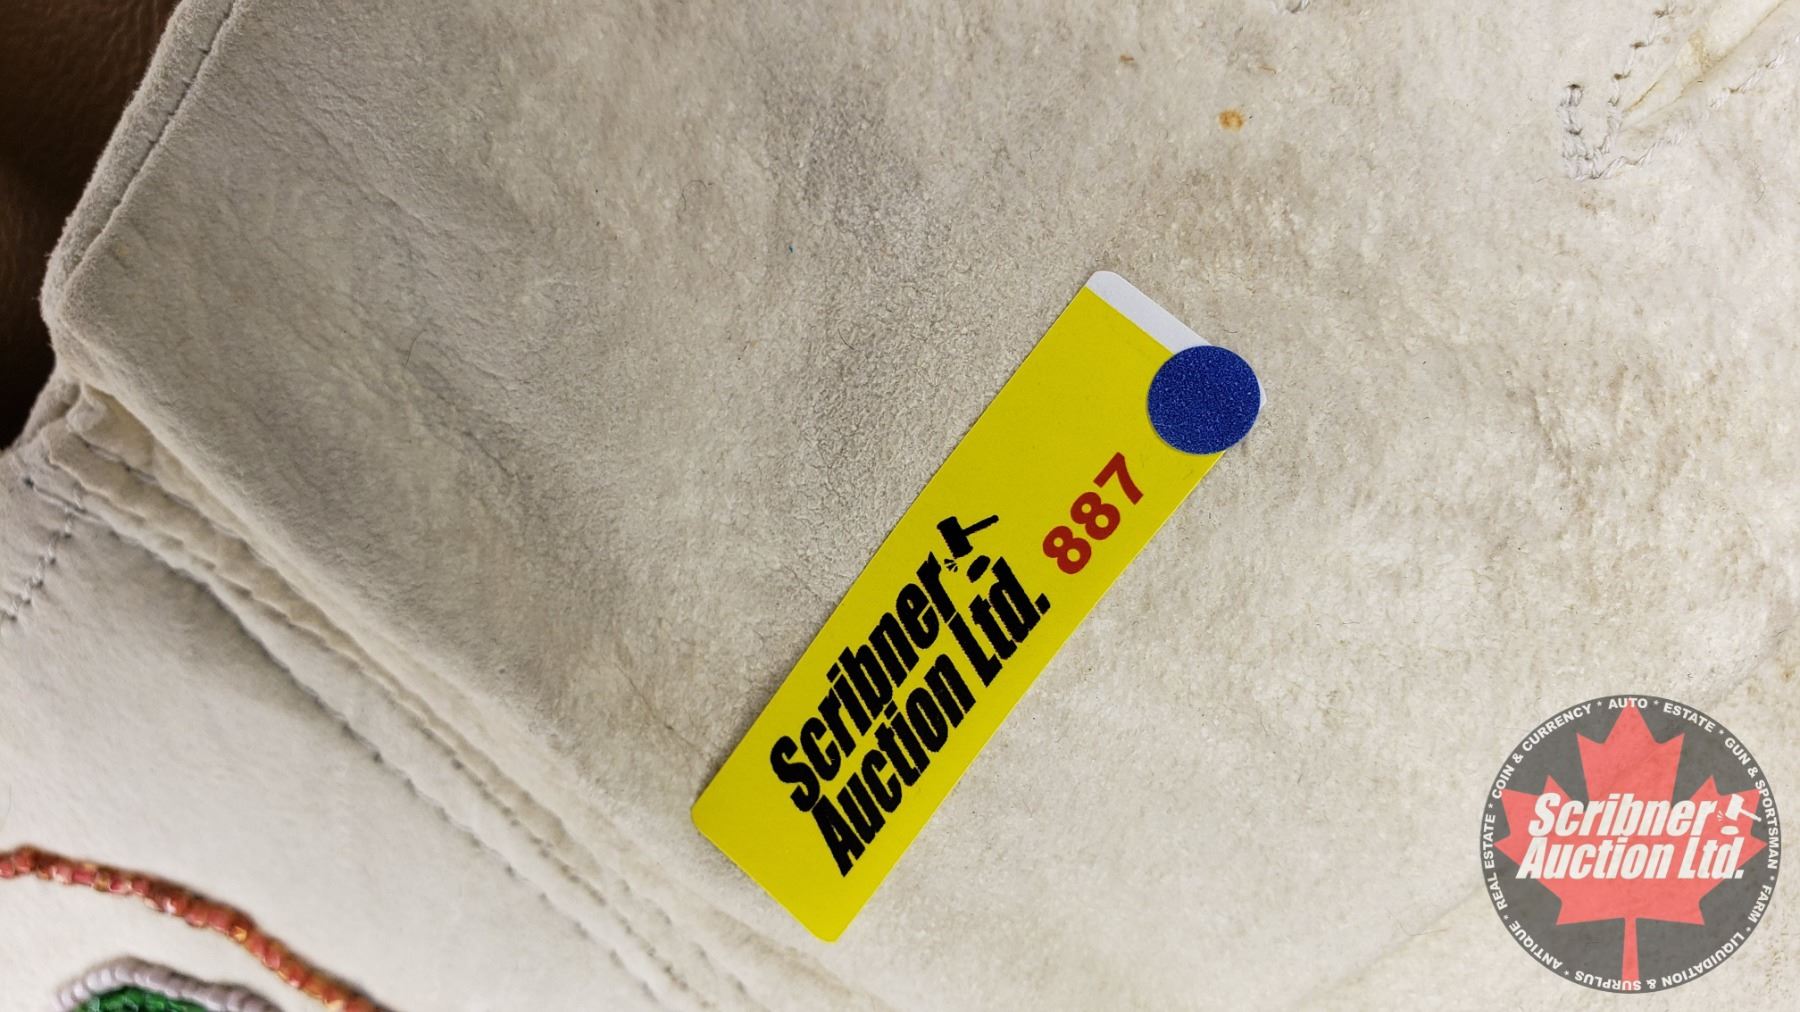 Scribner
Auction Ltd.
887
COIN & CURRENCY * AUTO * ESTATE * GUN & SPORTSMAN * FARM * LIQUIDATION & SURPLUS * ANTIQUE * REAL ESTATE *
Scribner
Auction Ltd.